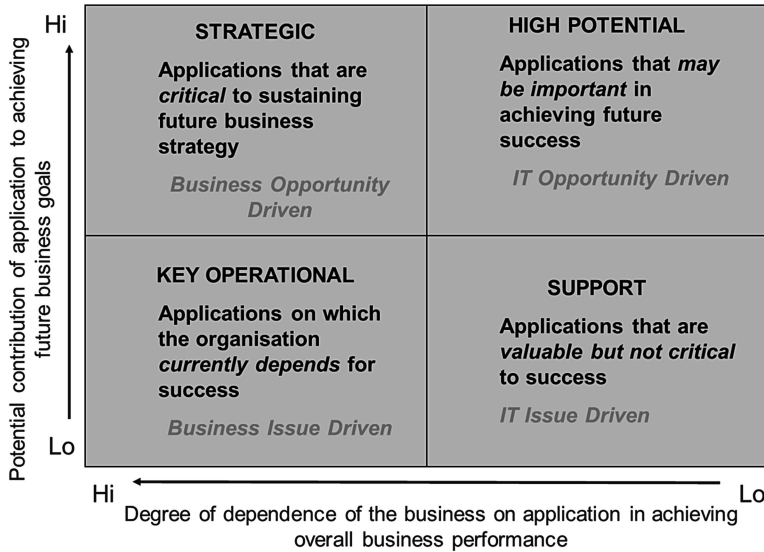 Potential contribution of application to achieving
future business goals
Hi
Lo
STRATEGIC
Applications that are
critical to sustaining
future business
strategy
Business Opportunity
Driven
HIGH POTENTIAL
Applications that may
be important in
achieving future
success
IT Opportunity Driven
KEY OPERATIONAL
Applications on which
the organisation
currently depends for
success
Business Issue Driven
SUPPORT
Applications that are
valuable but not critical
to success
IT Issue Driven
Hi
Lo
Degree of dependence of the business on application in achieving
overall business performance